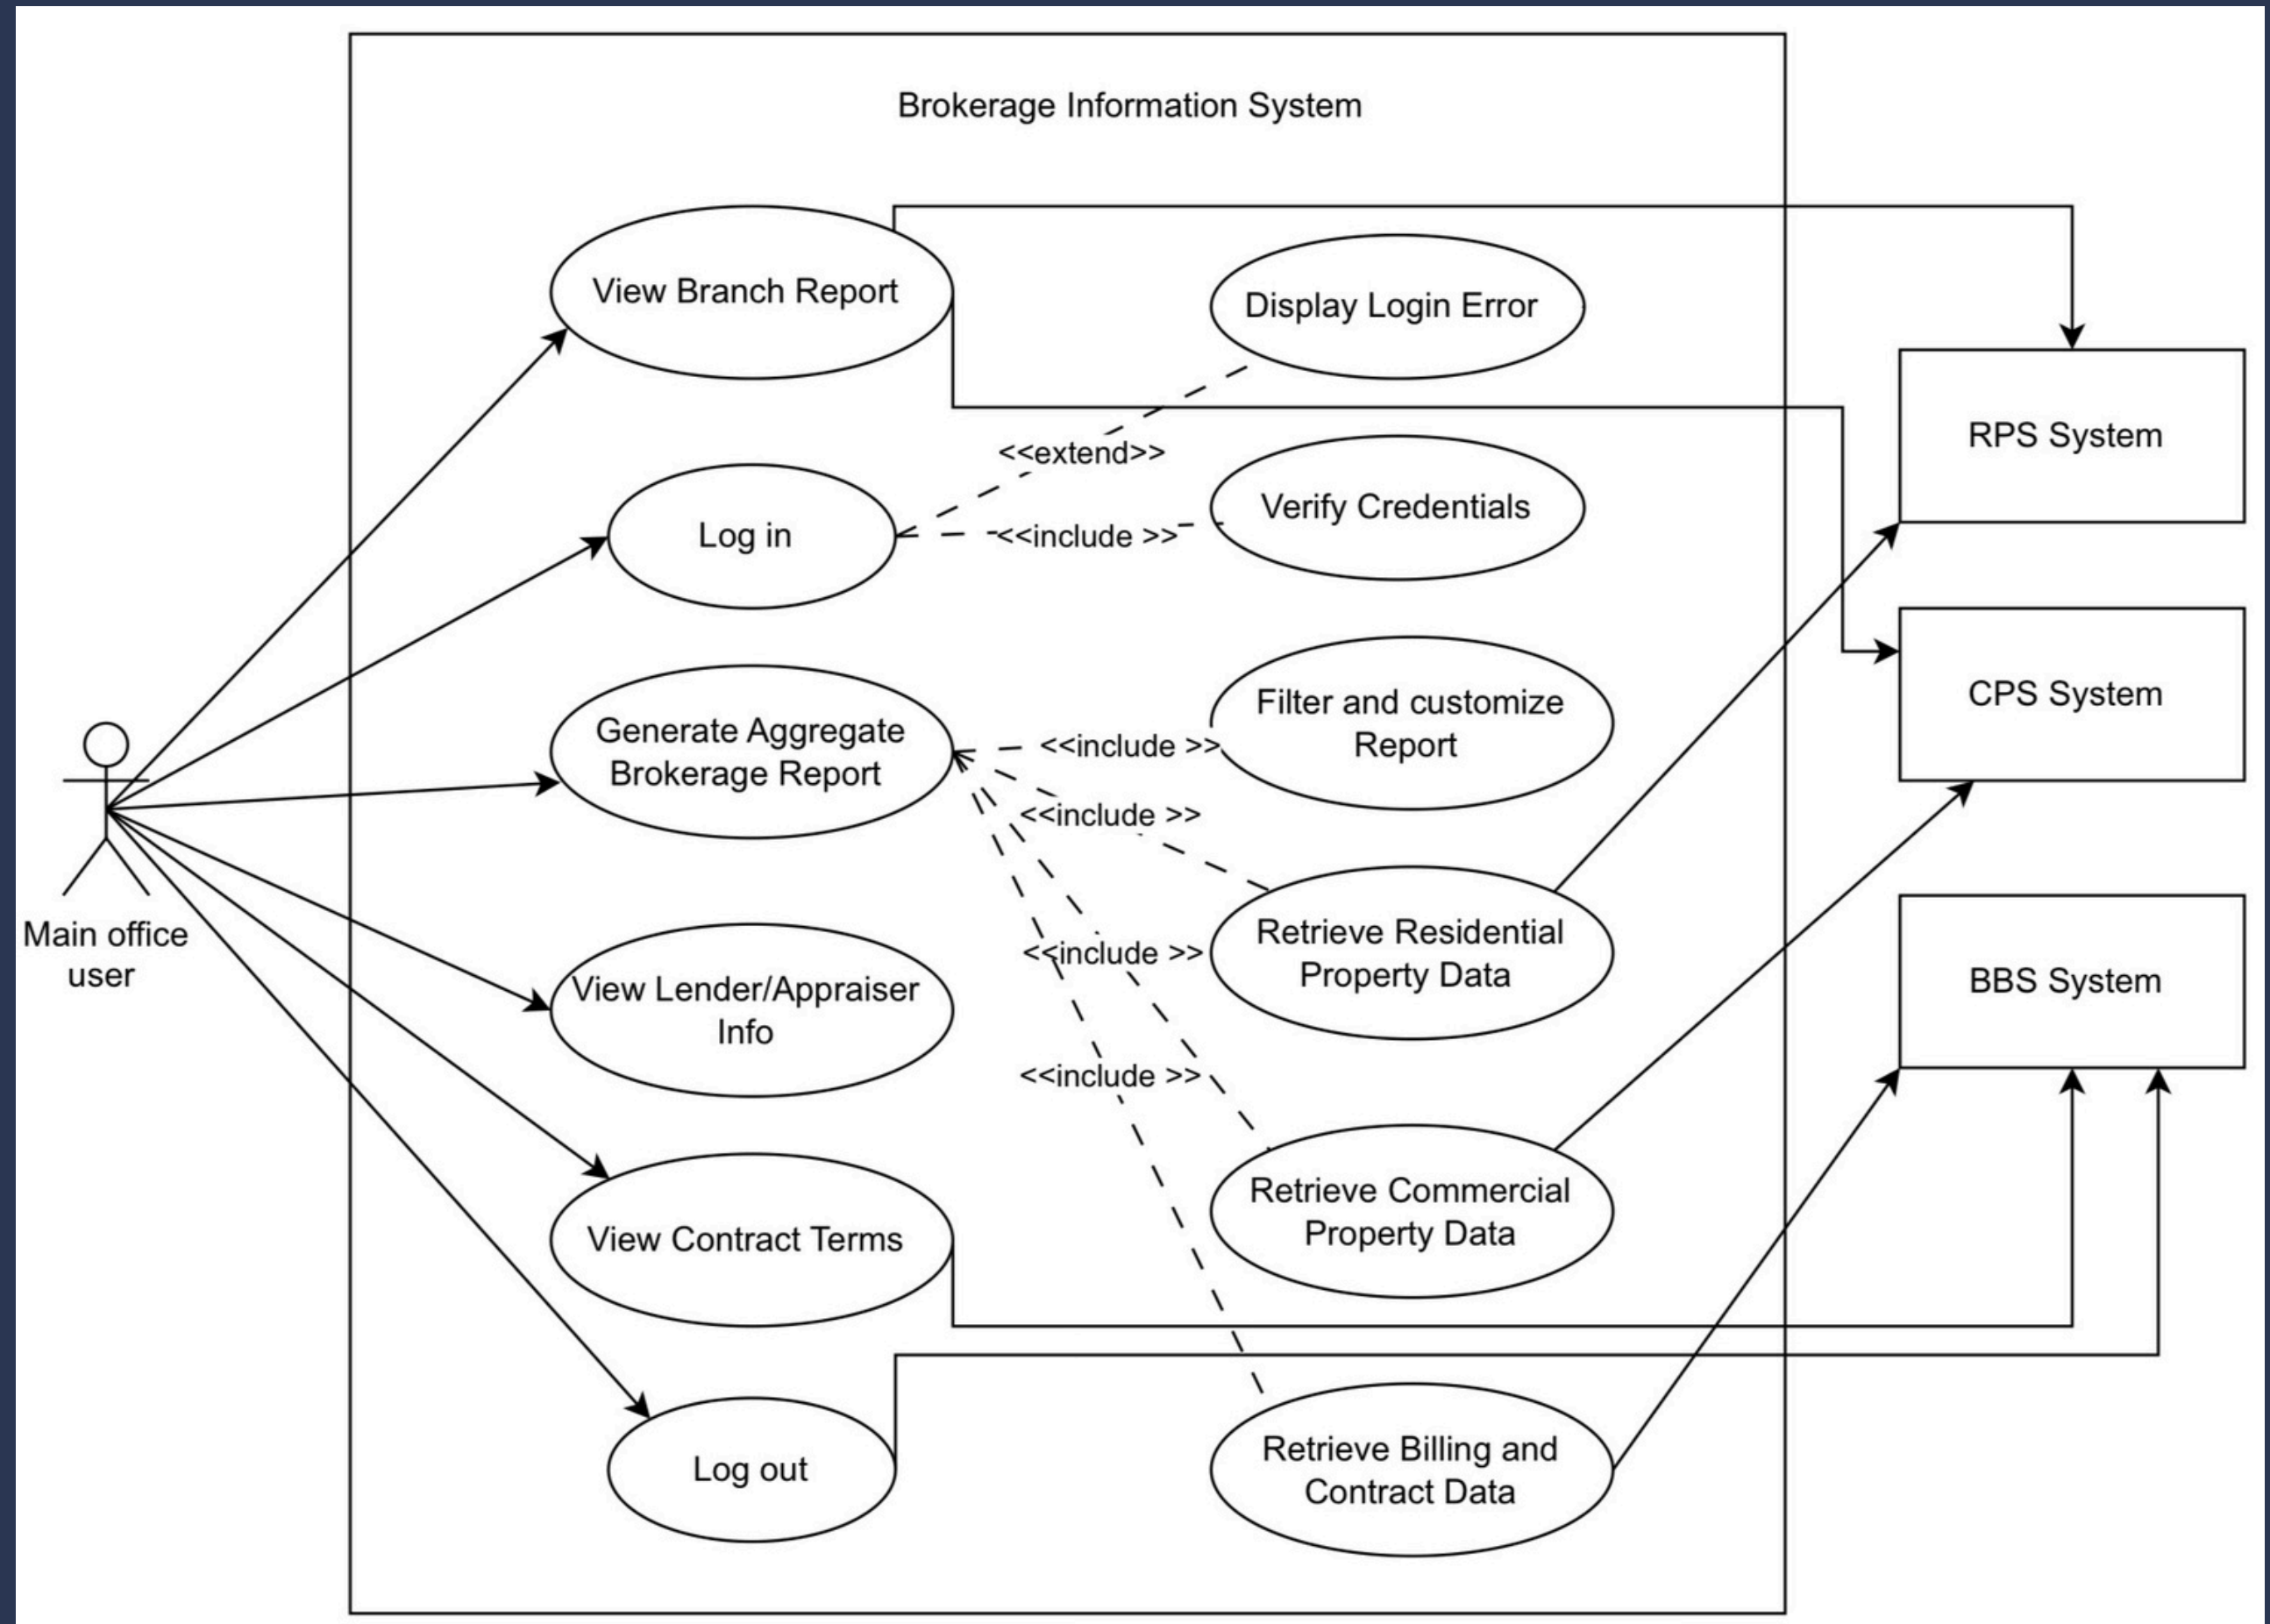 Brokerage Information System
View Branch Report
Display Login Error
RPS System
<<extend>>
Verify Credentials
Log in
<<include >>
CPS System
Filter and customize
Report
Generate Aggregate
Brokerage Report
<<include >>
<<include >>
Main office
user
Retrieve Residential
Property Data
<<include >>
BBS System
View Lender/Appraiser
Info
<<include >>
Retrieve Commercial
Property Data
View Contract Terms
Retrieve Billing and
Contract Data
Log out